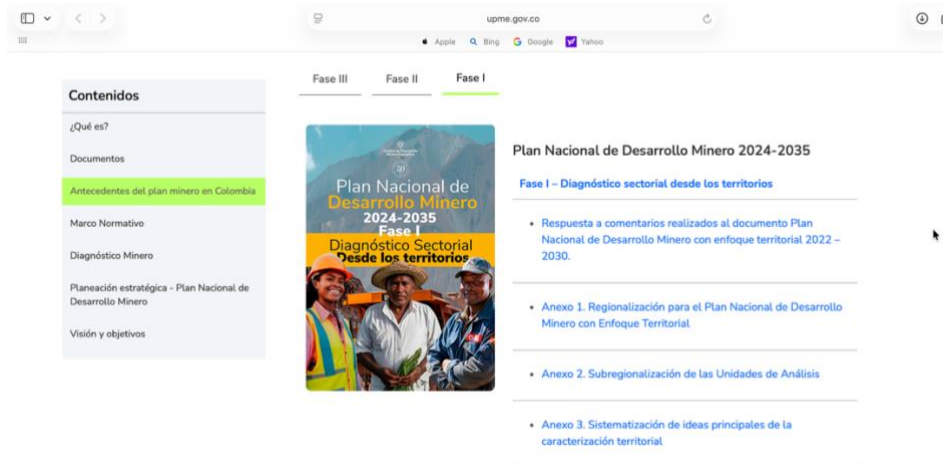 upme.gov.co
Apple
Bing
Google
Yahoo
Contenidos
¿Qué es?
Documentos
Antecedentes del plan minero en Colombia
Marco Normativo
Diagnóstico Minero
Planeación estratégica - Plan Nacional de
Desarrollo Minero
Visión y objetivos
Fase III
Fase II
Fase I
Plan Nacional de
Desarrollo Minero
2024-2035
Fase I
Diagnóstico Sectorial
Desde los territorios
Plan Nacional de Desarrollo Minero 2024-2035
Fase I – Diagnóstico sectorial desde los territorios
• Respuesta a comentarios realizados al documento Plan
Nacional de Desarrollo Minero con enfoque territorial 2022 –
2030.
• Anexo 1. Regionalización para el Plan Nacional de Desarrollo
Minero con Enfoque Territorial
• Anexo 2. Subregionalización de las Unidades de Análisis
• Anexo 3. Sistematización de ideas principales de la
caracterización territorial